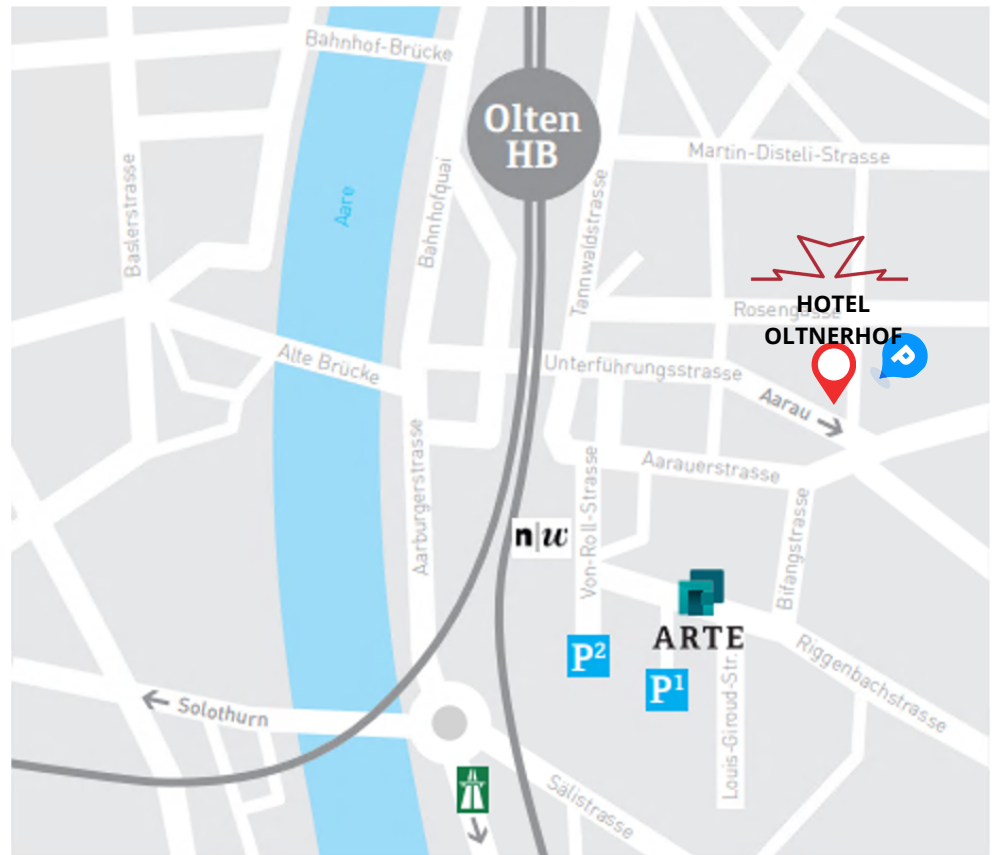 Bahnhof-Brücke
Olten
HB
Martin-Disteli-Strasse
Baslerstrasse
Aare
Bahnhofquai
Tannwaldstrasse
HOTEL
Rosengasse
OLTNERHOF
P
Alte Brücke
Unterführungsstrasse
Aarau
Aarauerstrasse
Aarburgerstrasse
Von-Roll-Strasse
Bifangstrasse
n|w
ARTE
P²
P¹
Riggenbachstrasse
Louis-Giroud-Str.
Solothurn
Sälistrasse